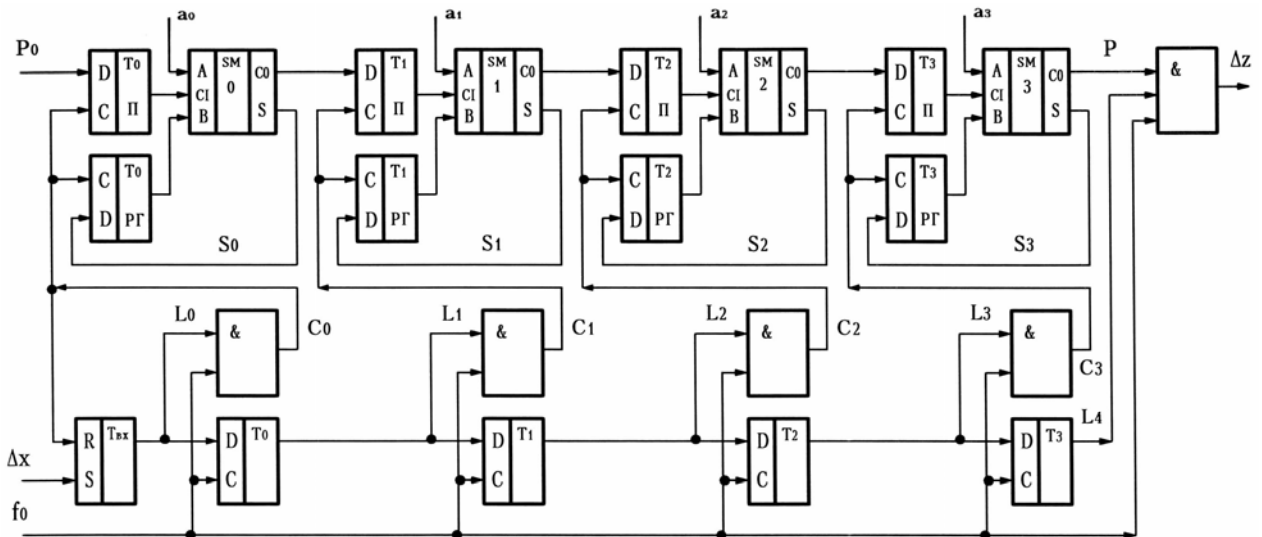 a0 a1 a2 a3
P0 D T0 A SM C0 D T1 A SM C0 D T2 A SM C0 D T3 A SM C0 P & Δz
CI 0 CI 1 CI 2 CI 3
C П B S C П B S C П B S C П B S
C T0 C T1 C T2 C T3
D РГ D РГ D РГ D РГ
S0 S1 S2 S3
L0 & C0 L1 & C1 L2 & C2 L3 & C3
R Tвх D T0 D T1 D T2 D T3 L4
Δx S C C C C
f0